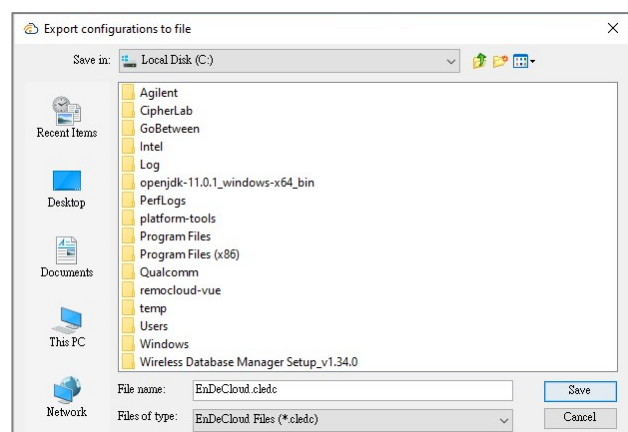 Export configurations to file
Save in: Local Disk (C:)
Recent Items
Desktop
Documents
This PC
Network
Agilent
CipherLab
GoBetween
Intel
Log
openjdk-11.0.1_windows-x64_bin
PerfLogs
platform-tools
Program Files
Program Files (x86)
Qualcomm
remocloud-vue
temp
Users
Windows
Wireless Database Manager Setup_v1.34.0
File name: EnDeCloud.cledc Save
Files of type: EnDeCloud Files (*.cledc) Cancel